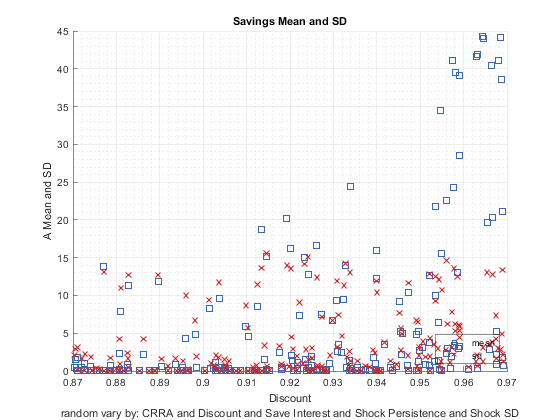 Savings Mean and SD
A Mean and SD
45
40
35
30
25
20
15
10
5
0
mean
sd
0.87 0.88 0.89 0.9 0.91 0.92 0.93 0.94 0.95 0.96 0.97
Discount
random vary by: CRRA and Discount and Save Interest and Shock Persistence and Shock SD